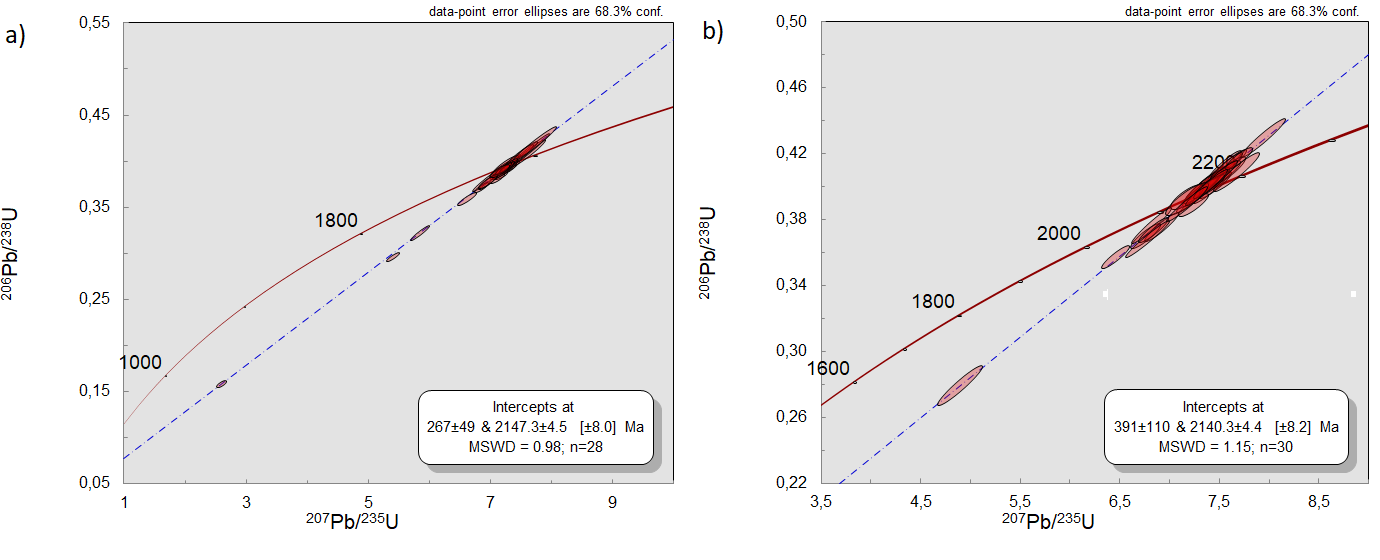 a)
data-point error ellipses are 68.3% conf.
0,55
0,45
0,35
0,25
0,15
0,05
206Pb/238U
1000
1800
Intercepts at
267±49 & 2147.3±4.5 [±8.0] Ma
MSWD = 0.98; n=28
1
3
5
7
9
207Pb/235U
b)
data-point error ellipses are 68.3% conf.
0,50
0,46
0,42
0,38
0,34
0,30
0,26
0,22
206Pb/238U
2200
2000
1800
1600
Intercepts at
391±110 & 2140.3±4.4 [±8.2] Ma
MSWD = 1.15; n=30
3,5
4,5
5,5
6,5
7,5
8,5
207Pb/235U